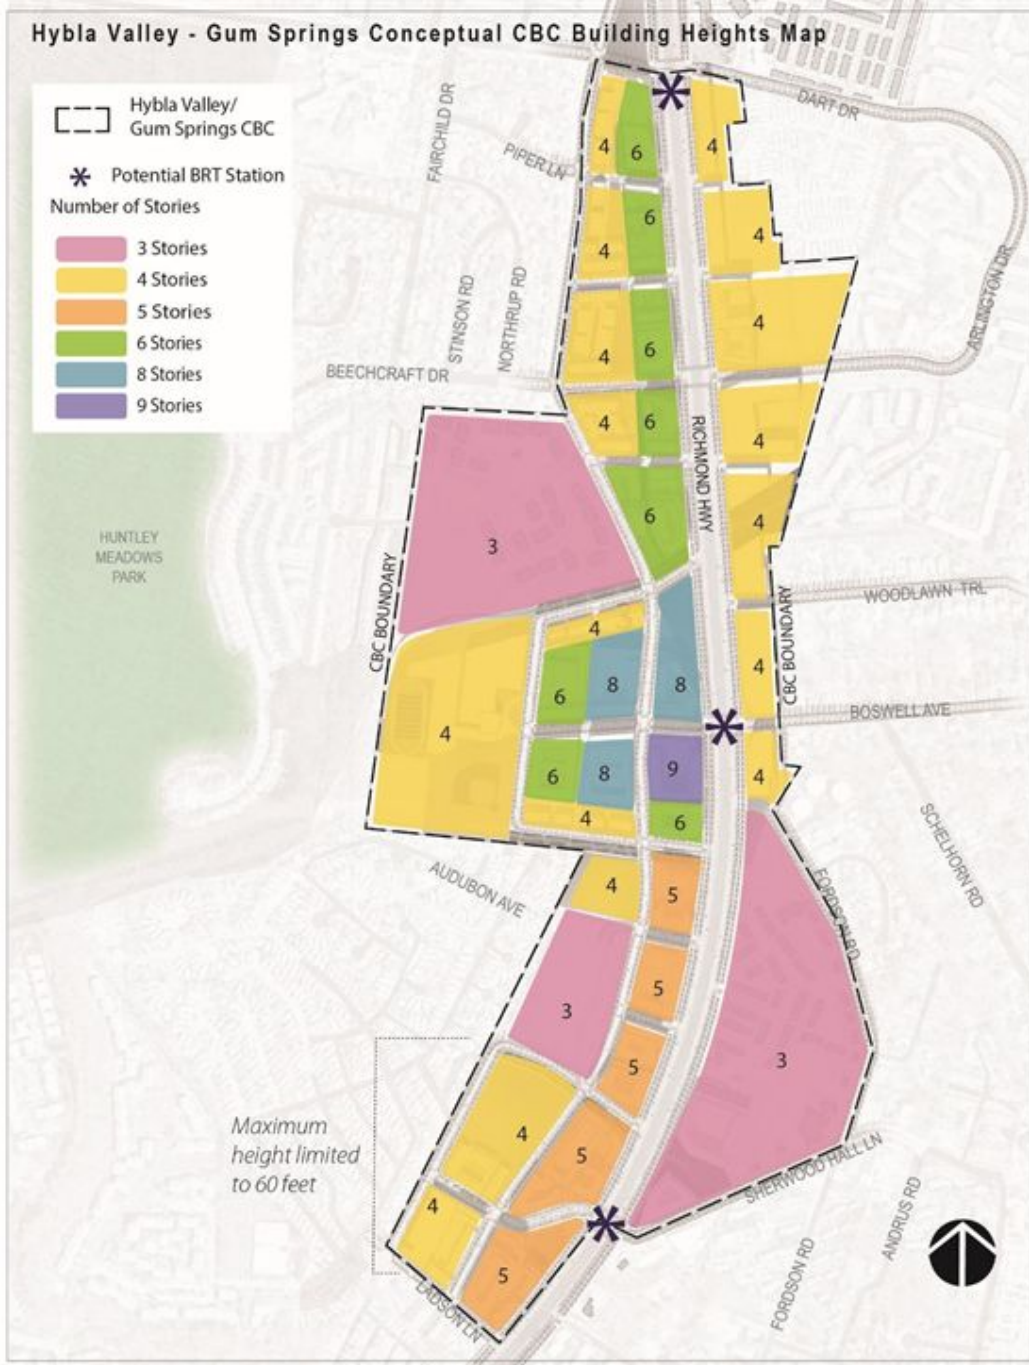 Hybla Valley - Gum Springs Conceptual CBC Building Heights Map
Hybla Valley/
Gum Springs CBC
Potential BRT Station
Number of Stories
3 Stories
4 Stories
5 Stories
6 Stories
8 Stories
9 Stories
FAIRCHILD DR
PIPER LN
DART DR
4
6
4
6
4
4
ARLINGTON DR
STINSON RD
NORTHRUP RD
4
4
6
BEECHCRAFT DR
4
6
4
RICHMOND HWY
3
6
4
HUNTLEY
MEADOWS
PARK
CBC BOUNDARY
WOODLAWN TRL
CBC BOUNDARY
4
4
6
8
8
BOSWELL AVE
4
6
8
9
4
4
6
SCHELHORN RD
AUDUBON AVE
4
5
FORDSON RD
5
3
3
5
Maximum
height limited
to 60 feet
4
5
SHERWOOD HALL LN
4
ANDRUS RD
FORDSON RD
5
LADSON LN